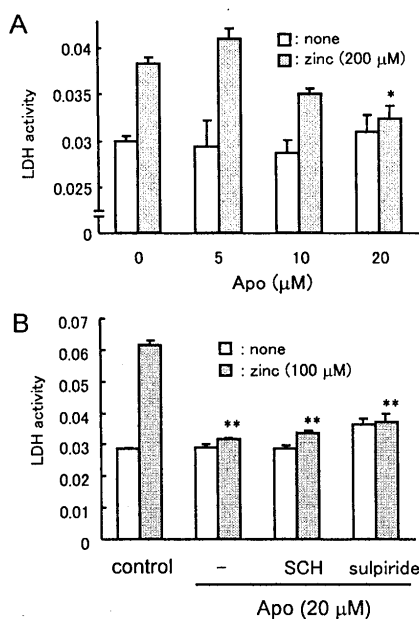 A
□: none
□: zinc (200 μM)
0.04
0.035
0.03
0.025
0
LDH activity
*
0 5 10 20
Apo (μM)
B
□: none
□: zinc (100 μM)
0.07
0.06
0.05
0.04
0.03
0.02
0.01
0
LDH activity
** ** **
control – SCH sulpiride
Apo (20 μM)